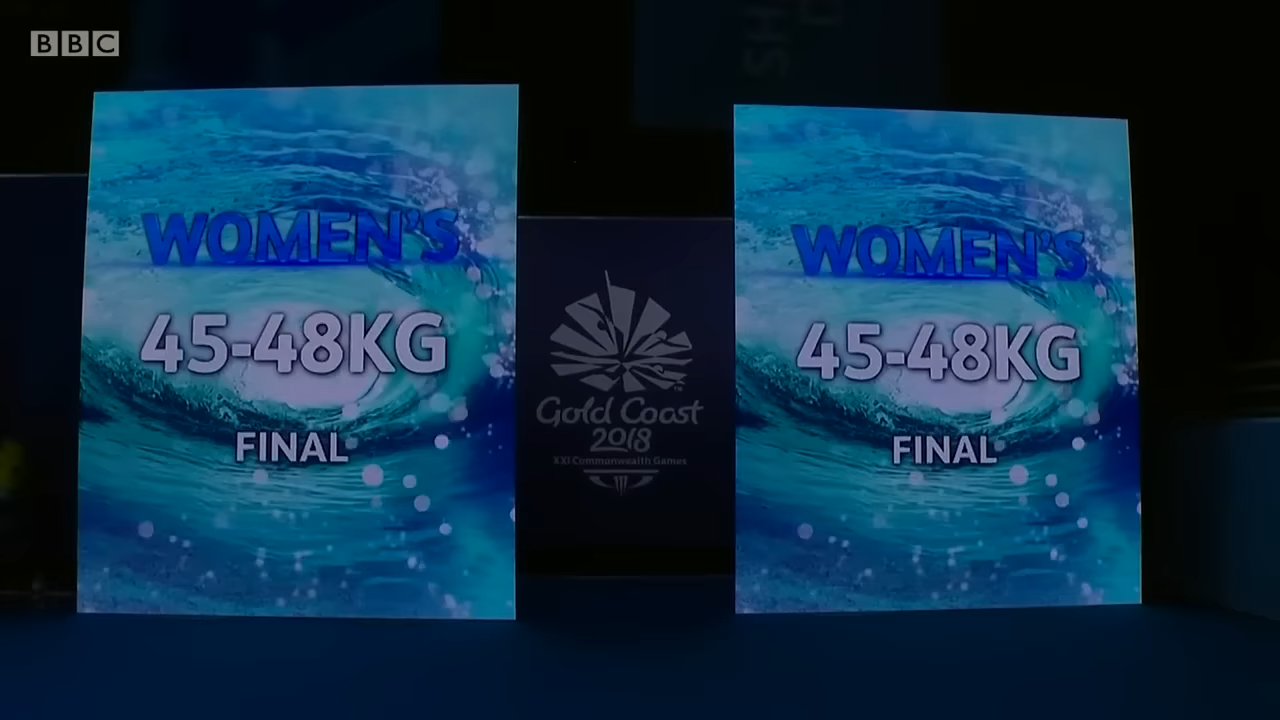 BBC
WOMEN'S
45-48KG
FINAL
Gold Coast
2018
XXI Commonwealth Games
WOMEN'S
45-48KG
FINAL